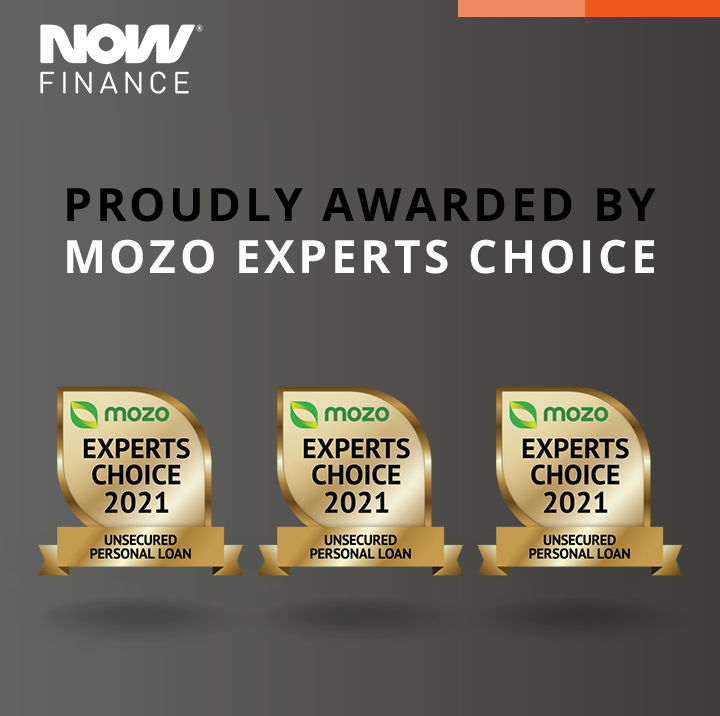 NOW®
FINANCE
PROUDLY AWARDED BY
MOZO EXPERTS CHOICE
mozo
EXPERTS
CHOICE
2021
UNSECURED
PERSONAL LOAN
mozo
EXPERTS
CHOICE
2021
UNSECURED
PERSONAL LOAN
mozo
EXPERTS
CHOICE
2021
UNSECURED
PERSONAL LOAN